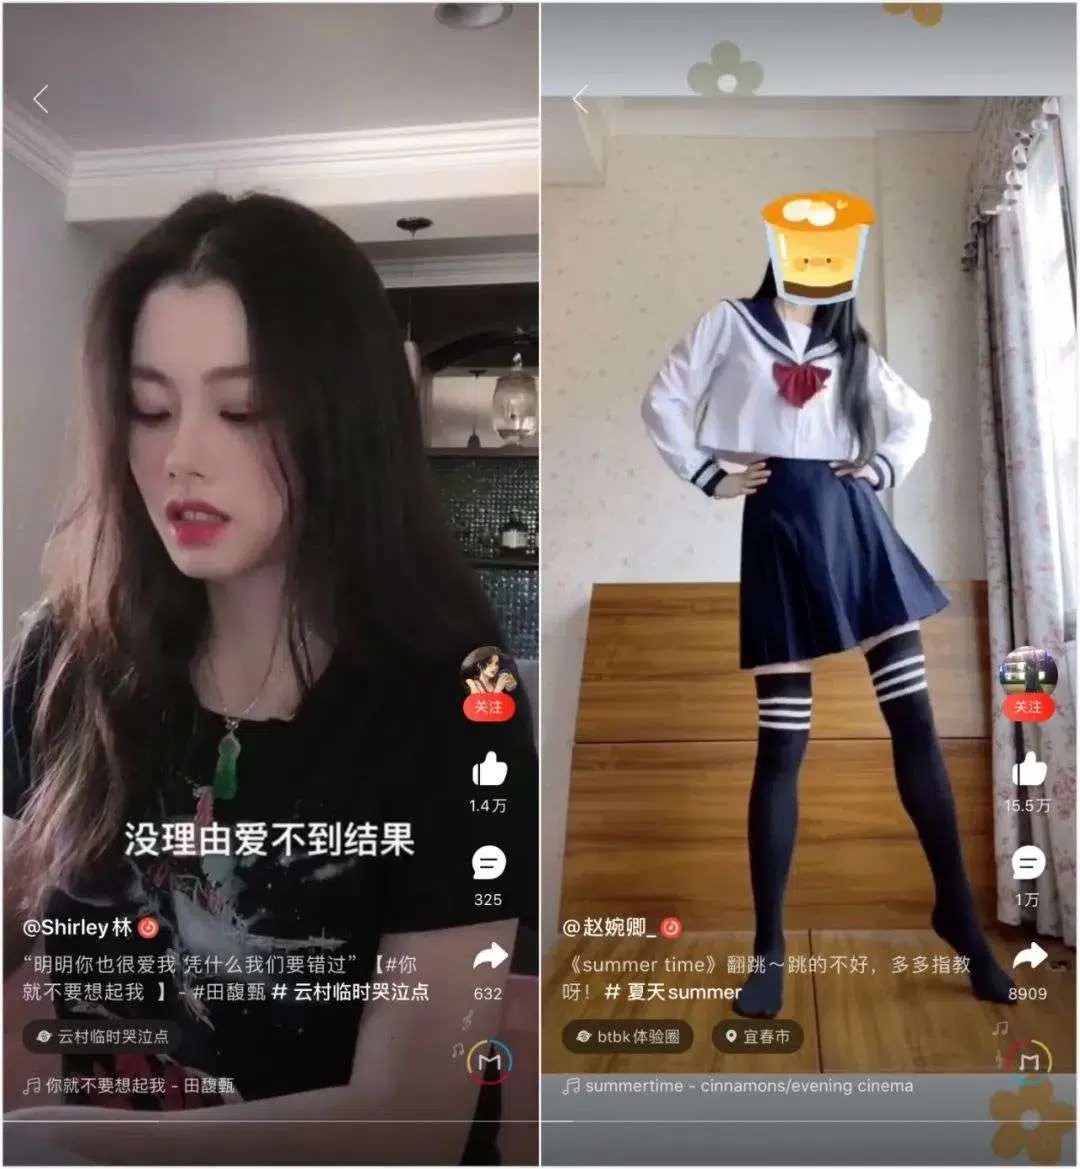 没理由爱不到结果
关注
1.4万
325
632
@Shirley林
“明明你也很爱我 凭什么我们要错过”【#你
就不要想起我 】- #田馥甄 # 云村临时哭泣点
云村临时哭泣点
你就不要想起我 - 田馥甄
关注
15.5万
1万
8909
@赵婉卿_
《summer time》翻跳～跳的不好，多多指教
呀！# 夏天summer
btbk体验圈
宜春市
summertime - cinnamons/evening cinema